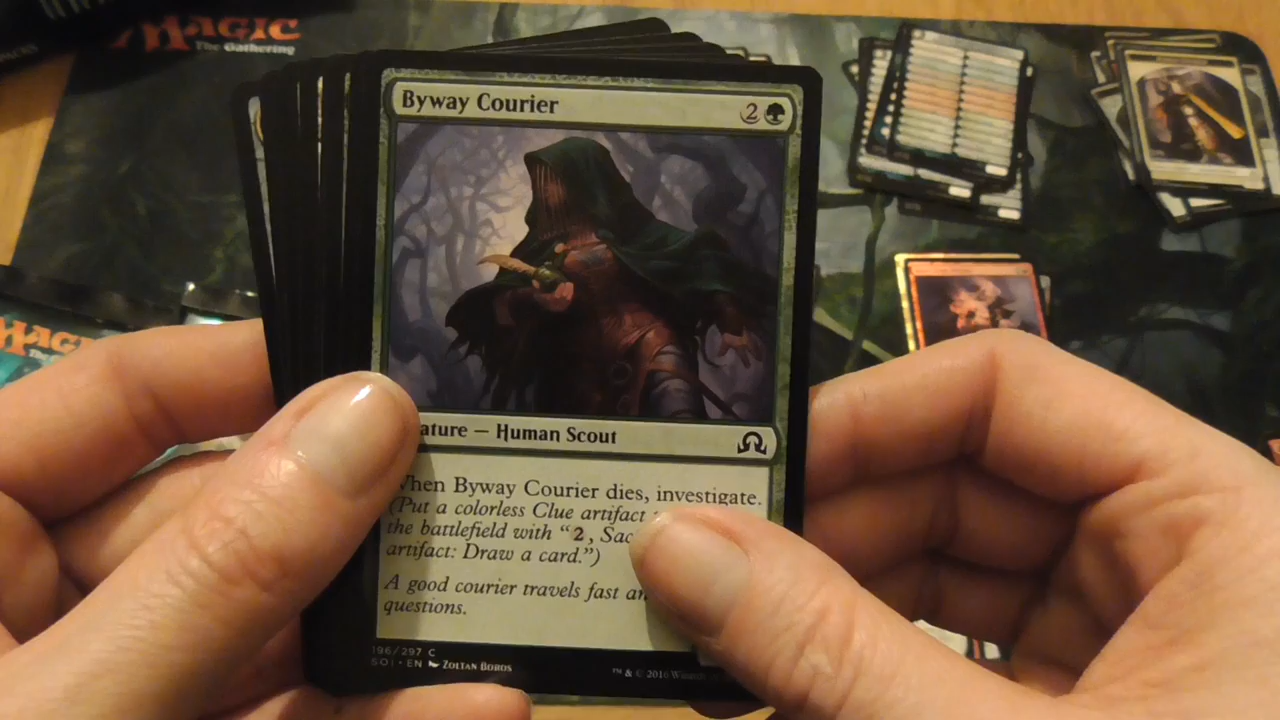 MAGIC
The Gathering
PACKS
Byway Courier
2
MAGIC
The
ature — Human Scout
When Byway Courier dies, investigate.
(Put a colorless Clue artifact
the battlefield with “2, Sac
artifact: Draw a card.”)
A good courier travels fast an
questions.
196/297 C
SOI • EN ZOLTAN BOROS
™ & © 2016 Wizards